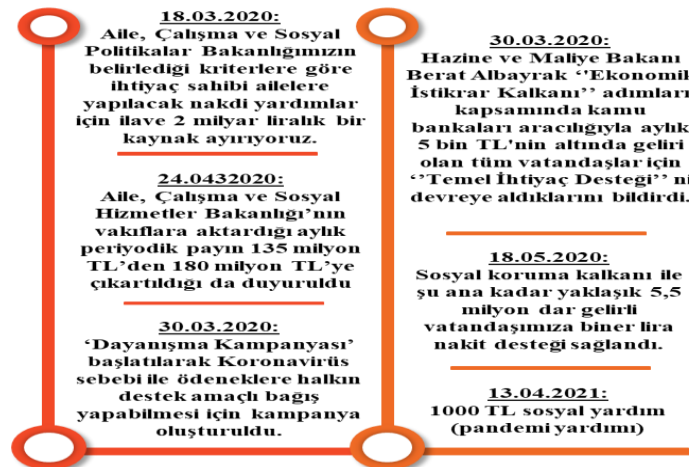 18.03.2020:
Aile, Çalışma ve Sosyal
Politikalar Bakanlığımızın
belirlediği kriterlere göre
ihtiyaç sahibi ailelere
yapılacak nakdi yardımlar
için ilave 2 milyar liralık bir
kaynak ayırıyoruz.
24.0432020:
Aile, Çalışma ve Sosyal
Hizmetler Bakanlığı’nın
vakıflara aktardığı aylık
periyodik payın 135 milyon
TL’den 180 milyon TL’ye
çıkartıldığı da duyuruldu
30.03.2020:
‘Dayanışma Kampanyası’
başlatılarak Koronavirüs
sebebi ile ödeneklere halkın
destek amaçlı bağış
yapabilmesi için kampanya
oluşturuldu.
30.03.2020:
Hazine ve Maliye Bakanı
Berat Albayrak ‘'Ekonomik
İstikrar Kalkanı’’ adımları
kapsamında kamu
bankaları aracılığıyla aylık
5 bin TL'nin altında geliri
olan tüm vatandaşlar için
‘’Temel İhtiyaç Desteği’’ ni
devreye aldıklarını bildirdi.
18.05.2020:
Sosyal koruma kalkanı ile
şu ana kadar yaklaşık 5,5
milyon dar gelirli
vatandaşımıza biner lira
nakit desteği sağlandı.
13.04.2021:
1000 TL sosyal yardım
(pandemi yardımı)